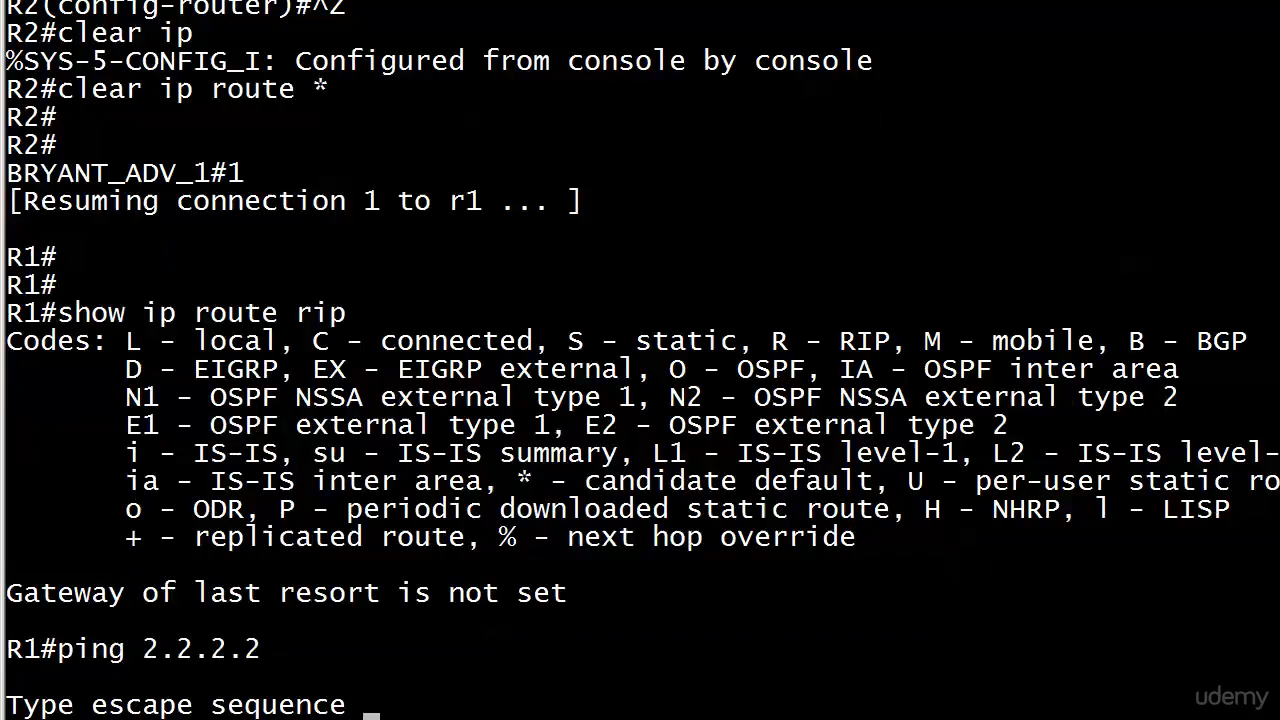 R2(config-router)#^Z
R2#clear ip
%SYS-5-CONFIG_I: Configured from console by console
R2#clear ip route *
R2#
R2#
BRYANT_ADV_1#1
[Resuming connection 1 to r1 ... ]
R1#
R1#
R1#show ip route rip
Codes: L - local, C - connected, S - static, R - RIP, M - mobile, B - BGP
D - EIGRP, EX - EIGRP external, O - OSPF, IA - OSPF inter area
N1 - OSPF NSSA external type 1, N2 - OSPF NSSA external type 2
E1 - OSPF external type 1, E2 - OSPF external type 2
i - IS-IS, su - IS-IS summary, L1 - IS-IS level-1, L2 - IS-IS level-
ia - IS-IS inter area, * - candidate default, U - per-user static ro
o - ODR, P - periodic downloaded static route, H - NHRP, l - LISP
+ - replicated route, % - next hop override
Gateway of last resort is not set
R1#ping 2.2.2.2
Type escape sequence
udemy